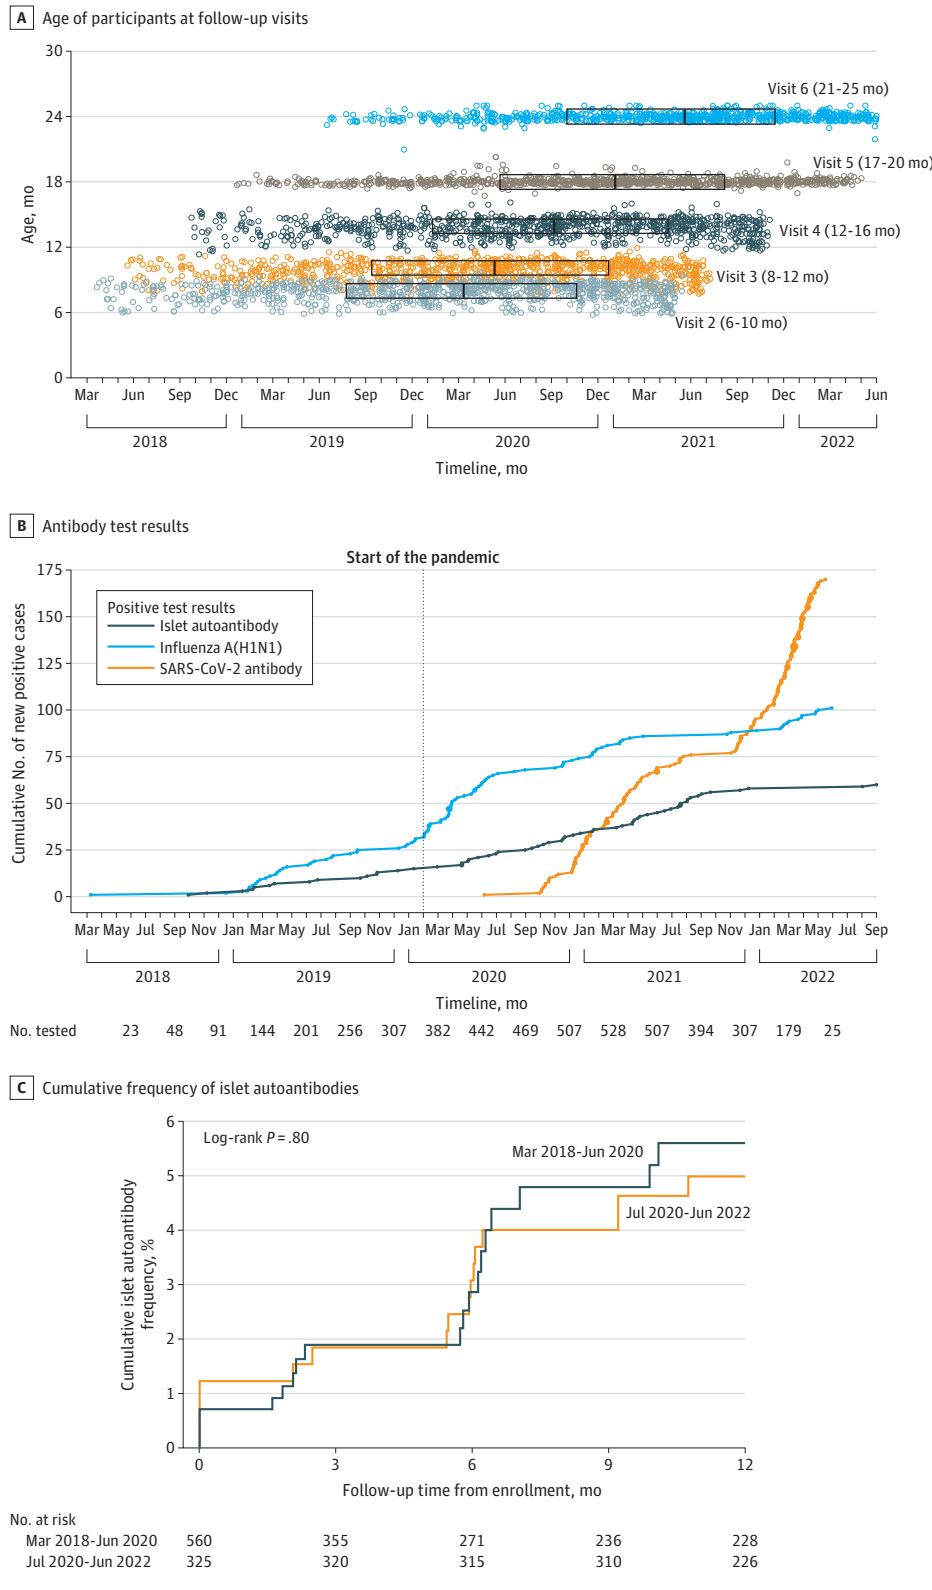 A Age of participants at follow-up visits
30
24
18
12
6
0
Age, mo
Visit 6 (21-25 mo)
Visit 5 (17-20 mo)
Visit 4 (12-16 mo)
Visit 3 (8-12 mo)
Visit 2 (6-10 mo)
Mar Jun Sep Dec Mar Jun Sep Dec Mar Jun Sep Dec Mar Jun Sep Dec Mar Jun
2018 2019 2020 2021 2022
Timeline, mo
B Antibody test results
Start of the pandemic
175
150
125
100
75
50
25
0
Cumulative No. of new positive cases
Positive test results
Islet autoantibody
Influenza A(H1N1)
SARS-CoV-2 antibody
Mar May Jul Sep Nov Jan Mar May Jul Sep Nov Jan Mar May Jul Sep Nov Jan Mar May Jul Sep Nov Jan Mar May Jul Sep
2018 2019 2020 2021 2022
Timeline, mo
No. tested 23 48 91 144 201 256 307 382 442 469 507 528 507 394 307 179 25
C Cumulative frequency of islet autoantibodies
6
5
4
3
2
1
0
Cumulative islet autoantibody
frequency, %
Log-rank P = .80
Mar 2018-Jun 2020
Jul 2020-Jun 2022
0 3 6 9 12
Follow-up time from enrollment, mo
No. at risk
Mar 2018-Jun 2020 560 355 271 236 228
Jul 2020-Jun 2022 325 320 315 310 226